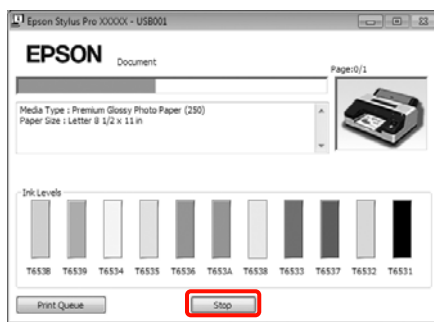 Epson Stylus Pro XXXXX - USB001
EPSON Document
Page:0/1
Media Type : Premium Glossy Photo Paper (250)
Paper Size : Letter 8 1/2 x 11 in
Ink Levels
T653B T6539 T6534 T6535 T6536 T653A T6538 T6533 T6537 T6532 T6531
Print Queue Stop